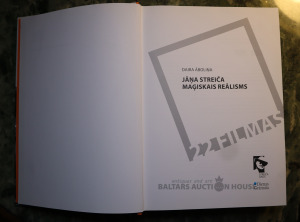 DAIRA ĀBOLIŅA
JĀŅA STREIČA
MAĢISKAIS REĀLISMS
22 FILMAS
BALTARS AUCTION HOUSE